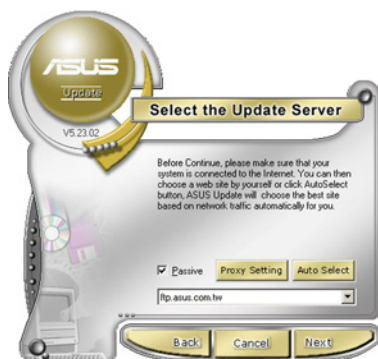 ASUS
Update
V5.23.02
Select the Update Server
Before Continue, please make sure that your
system is connected to the Internet. You can then
choose a web site by yourself or click AutoSelect
button, ASUS Update will choose the best site
based on network traffic automatically for you.
Passive
Proxy Setting
Auto Select
ftp.asus.com.tw
Back
Cancel
Next